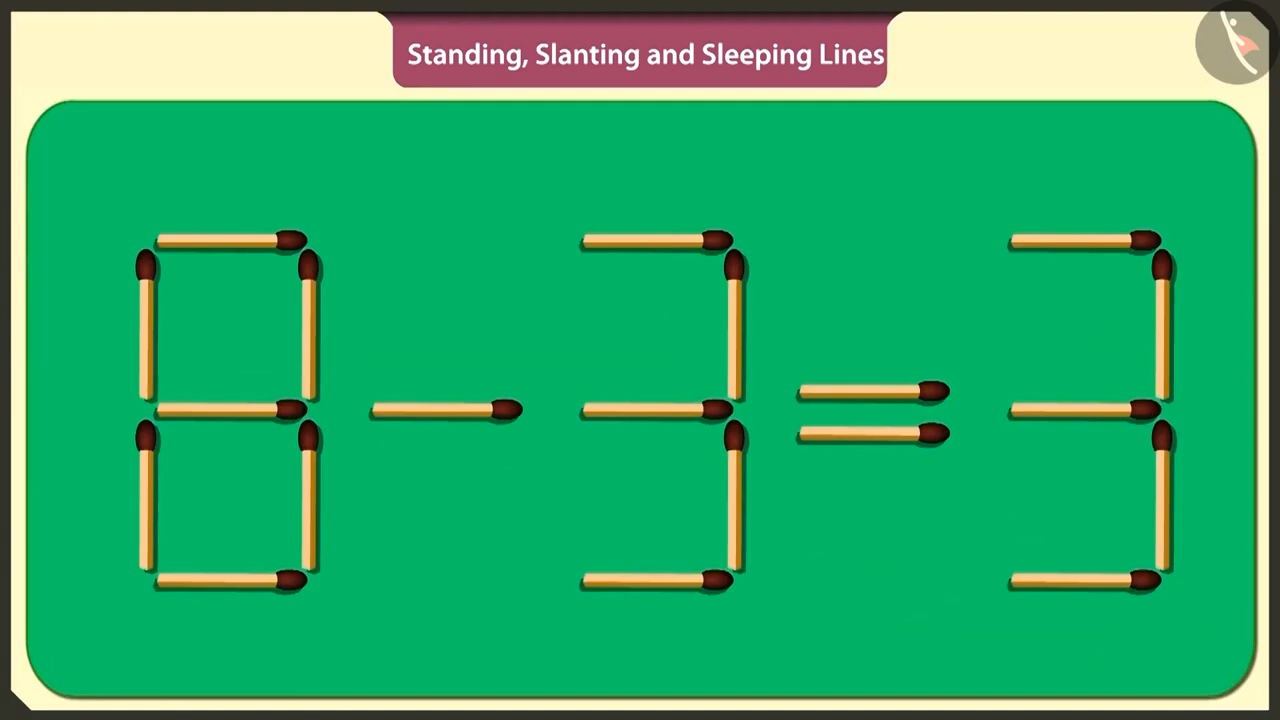 Standing, Slanting and Sleeping Lines
8 - 3 = 3